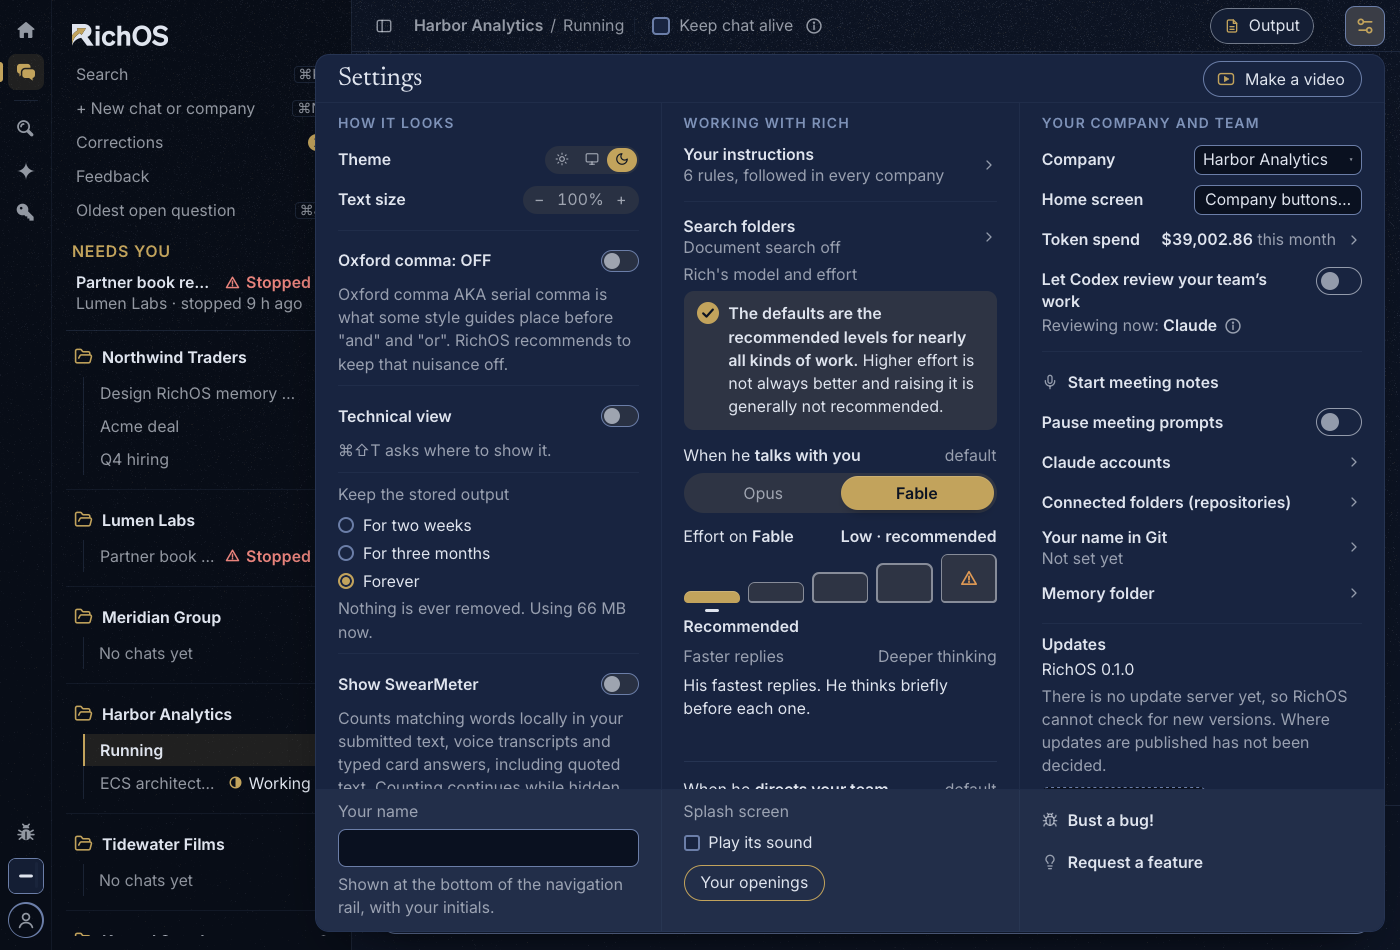 RichOS
Search
+ New chat or company
Corrections
Feedback
Oldest open question
NEEDS YOU
Partner book re... Stopped
Lumen Labs · stopped 9 h ago
Northwind Traders
Design RichOS memory ...
Acme deal
Q4 hiring
Lumen Labs
Partner book ... Stopped
Meridian Group
No chats yet
Harbor Analytics
Running
ECS architect... Working
Tidewater Films
No chats yet
Harbor Analytics / Running
Keep chat alive
Output
Settings
Make a video
HOW IT LOOKS
Theme
Text size
− 100% +
Oxford comma: OFF
Oxford comma AKA serial comma is
what some style guides place before
"and" and "or". RichOS recommends to
keep that nuisance off.
Technical view
⌘⇧T asks where to show it.
Keep the stored output
For two weeks
For three months
Forever
Nothing is ever removed. Using 66 MB
now.
Show SwearMeter
Counts matching words locally in your
submitted text, voice transcripts and
typed card answers, including quoted
text. Counting continues while hidden
Your name
Shown at the bottom of the navigation
rail, with your initials.
WORKING WITH RICH
Your instructions
6 rules, followed in every company
Search folders
Document search off
Rich's model and effort
The defaults are the
recommended levels for nearly
all kinds of work. Higher effort is
not always better and raising it is
generally not recommended.
When he talks with you default
Opus Fable
Effort on Fable Low · recommended
Recommended
Faster replies Deeper thinking
His fastest replies. He thinks briefly
before each one.
When he directs your team default
Splash screen
Play its sound
Your openings
YOUR COMPANY AND TEAM
Company Harbor Analytics
Home screen Company buttons...
Token spend $39,002.86 this month
Let Codex review your team’s
work
Reviewing now: Claude
Start meeting notes
Pause meeting prompts
Claude accounts
Connected folders (repositories)
Your name in Git
Not set yet
Memory folder
Updates
RichOS 0.1.0
There is no update server yet, so RichOS
cannot check for new versions. Where
updates are published has not been
decided.
Bust a bug!
Request a feature